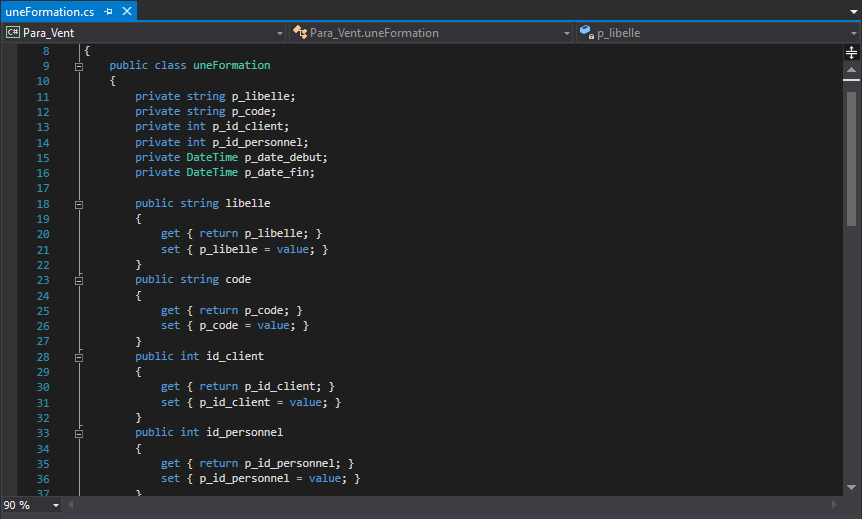 uneFormation.cs
C# Para_Vent Para_Vent.uneFormation p_libelle
8 {
9 public class uneFormation
10 {
11 private string p_libelle;
12 private string p_code;
13 private int p_id_client;
14 private int p_id_personnel;
15 private DateTime p_date_debut;
16 private DateTime p_date_fin;
17
18 public string libelle
19 {
20 get { return p_libelle; }
21 set { p_libelle = value; }
22 }
23 public string code
24 {
25 get { return p_code; }
26 set { p_code = value; }
27 }
28 public int id_client
29 {
30 get { return p_id_client; }
31 set { p_id_client = value; }
32 }
33 public int id_personnel
34 {
35 get { return p_id_personnel; }
36 set { p_id_personnel = value; }
37 }
90 %